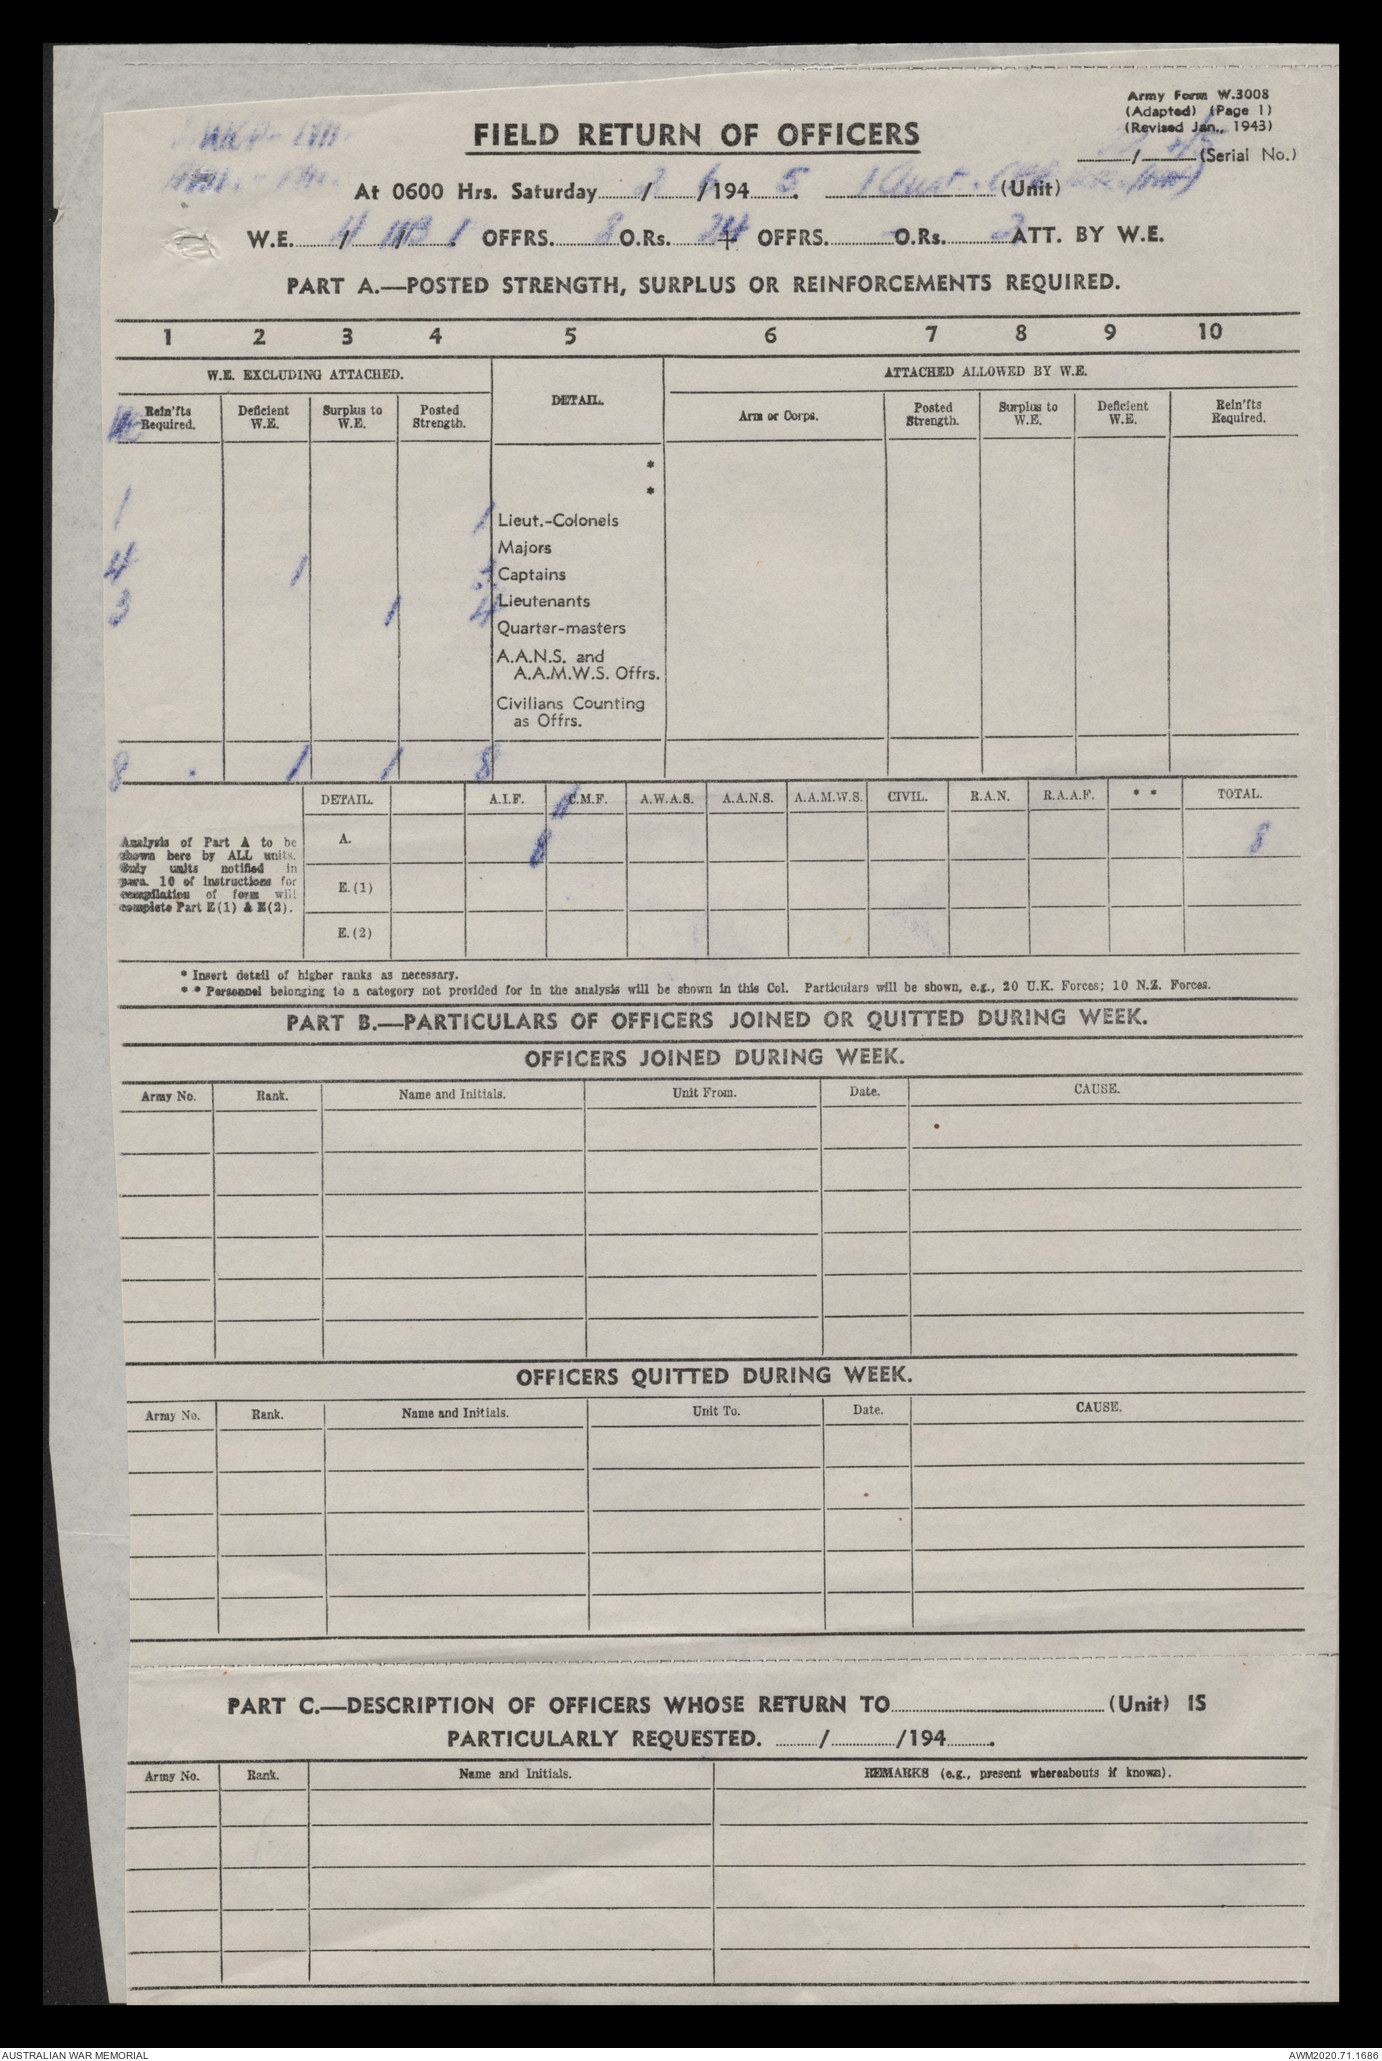 Army Form W.3008
(Adapted) (Page 1)
(Revised Jan., 1943)
FIELD RETURN OF OFFICERS
/ (Serial No.)
At 0600 Hrs. Saturday 2/6/1945. 1 Aust. (Unit)
W.E. 4/ / 1. OFFRS. 8 O.Rs. 24 + OFFRS. - O.Rs. 2 ATT. BY W.E.
PART A.—POSTED STRENGTH, SURPLUS OR REINFORCEMENTS REQUIRED.
1 2 3 4 5 6 7 8 9 10
W.E. EXCLUDING ATTACHED. DETAIL. ATTACHED ALLOWED BY W.E.
Rein'fts Required. Deficient W.E. Surplus to W.E. Posted Strength. Arm or Corps. Posted Strength. Surplus to W.E. Deficient W.E. Rein'fts Required.
*
*
1 1 Lieut.-Colonels
Majors
4 1 3 Captains
3 1 4 Lieutenants
Quarter-masters
A.A.N.S. and
A.A.M.W.S. Offrs.
Civilians Counting
as Offrs.
8 . 1 1 8
DETAIL. A.I.F. C.M.F. A.W.A.S. A.A.N.S. A.A.M.W.S. CIVIL. R.A.N. R.A.A.F. * * TOTAL.
Analysis of Part A to be
shown here by ALL units.
Only units notified in
para. 10 of instructions for
compilation of form will
complete Part E(1) & E(2).
A. 8 8
E.(1)
E.(2)
* Insert detail of higher ranks as necessary.
* * Personnel belonging to a category not provided for in the analysis will be shown in this Col. Particulars will be shown, e.g., 20 U.K. Forces; 10 N.Z. Forces.
PART B.—PARTICULARS OF OFFICERS JOINED OR QUITTED DURING WEEK.
OFFICERS JOINED DURING WEEK.
Army No. Rank. Name and Initials. Unit From. Date. CAUSE.
OFFICERS QUITTED DURING WEEK.
Army No. Rank. Name and Initials. Unit To. Date. CAUSE.
PART C.—DESCRIPTION OF OFFICERS WHOSE RETURN TO (Unit) IS
PARTICULARLY REQUESTED. / /194 .
Army No. Rank. Name and Initials. REMARKS (e.g., present whereabouts if known).
AUSTRALIAN WAR MEMORIAL
AWM2020.71.1686